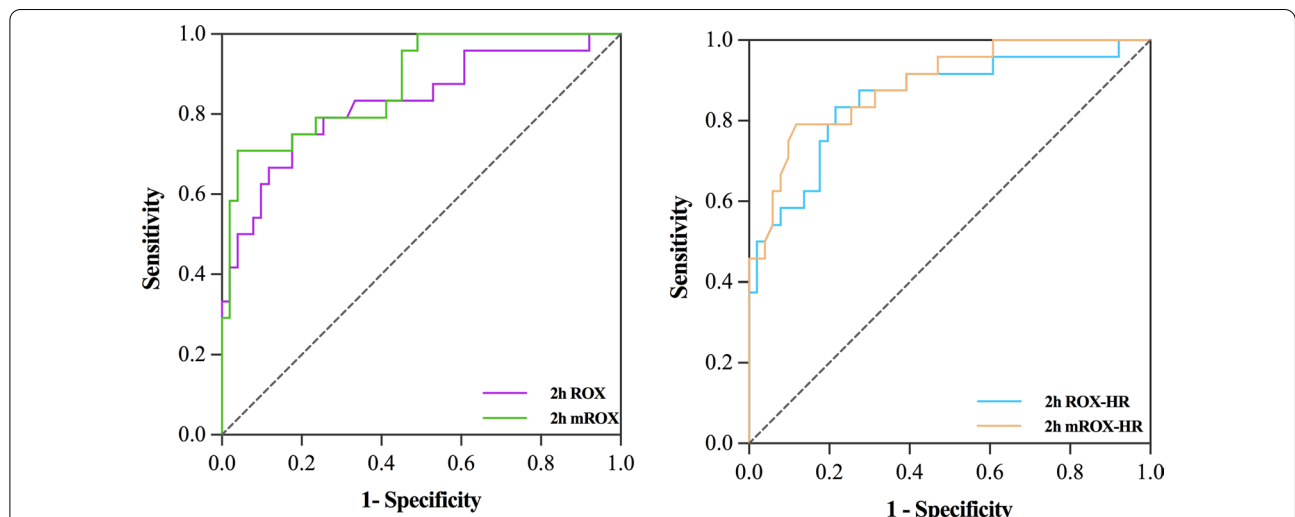 1.0
0.8
0.6
0.4
0.2
0.0
Sensitivity
2h ROX
2h mROX
0.0 0.2 0.4 0.6 0.8 1.0
1- Specificity
1.0
0.8
0.6
0.4
0.2
0.0
Sensitivity
2h ROX-HR
2h mROX-HR
0.0 0.2 0.4 0.6 0.8 1.0
1 - Specificity